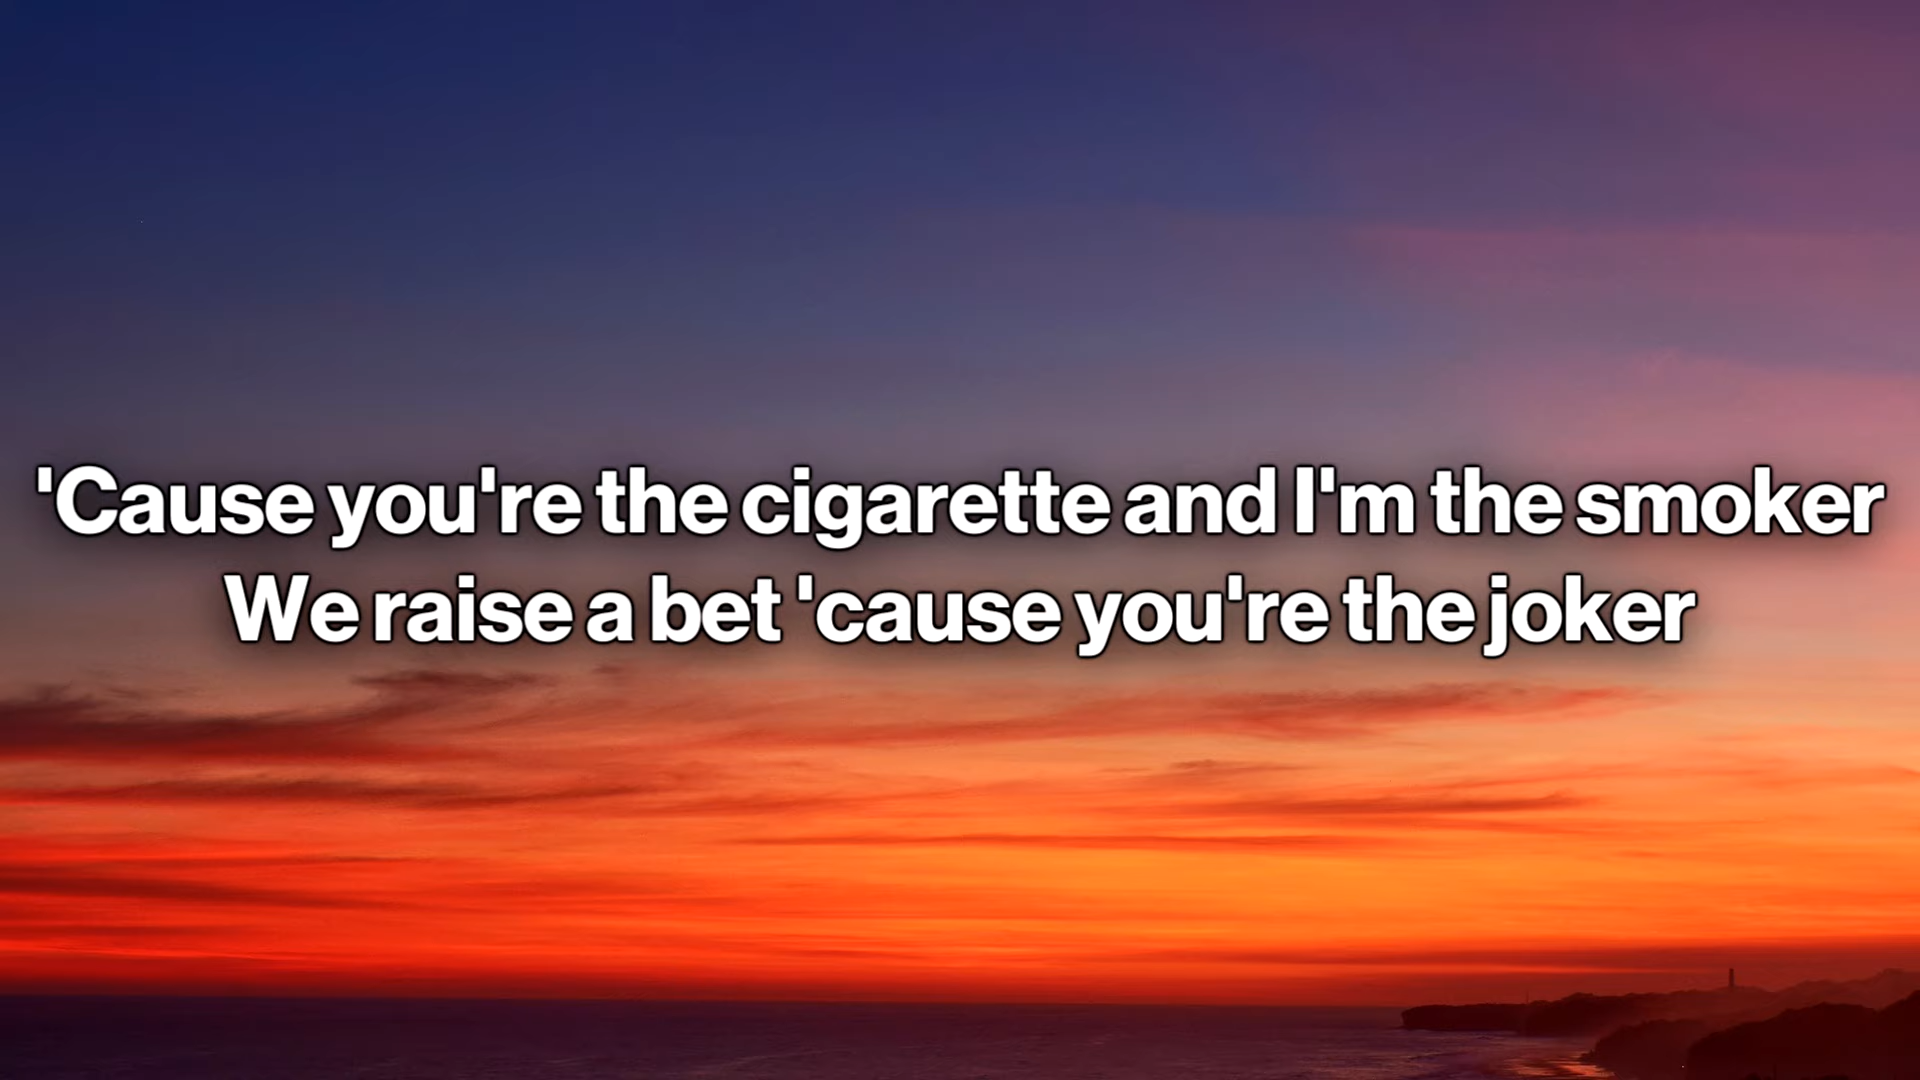 'Cause you're the cigarette and I'm the smoker
We raise a bet 'cause you're the joker